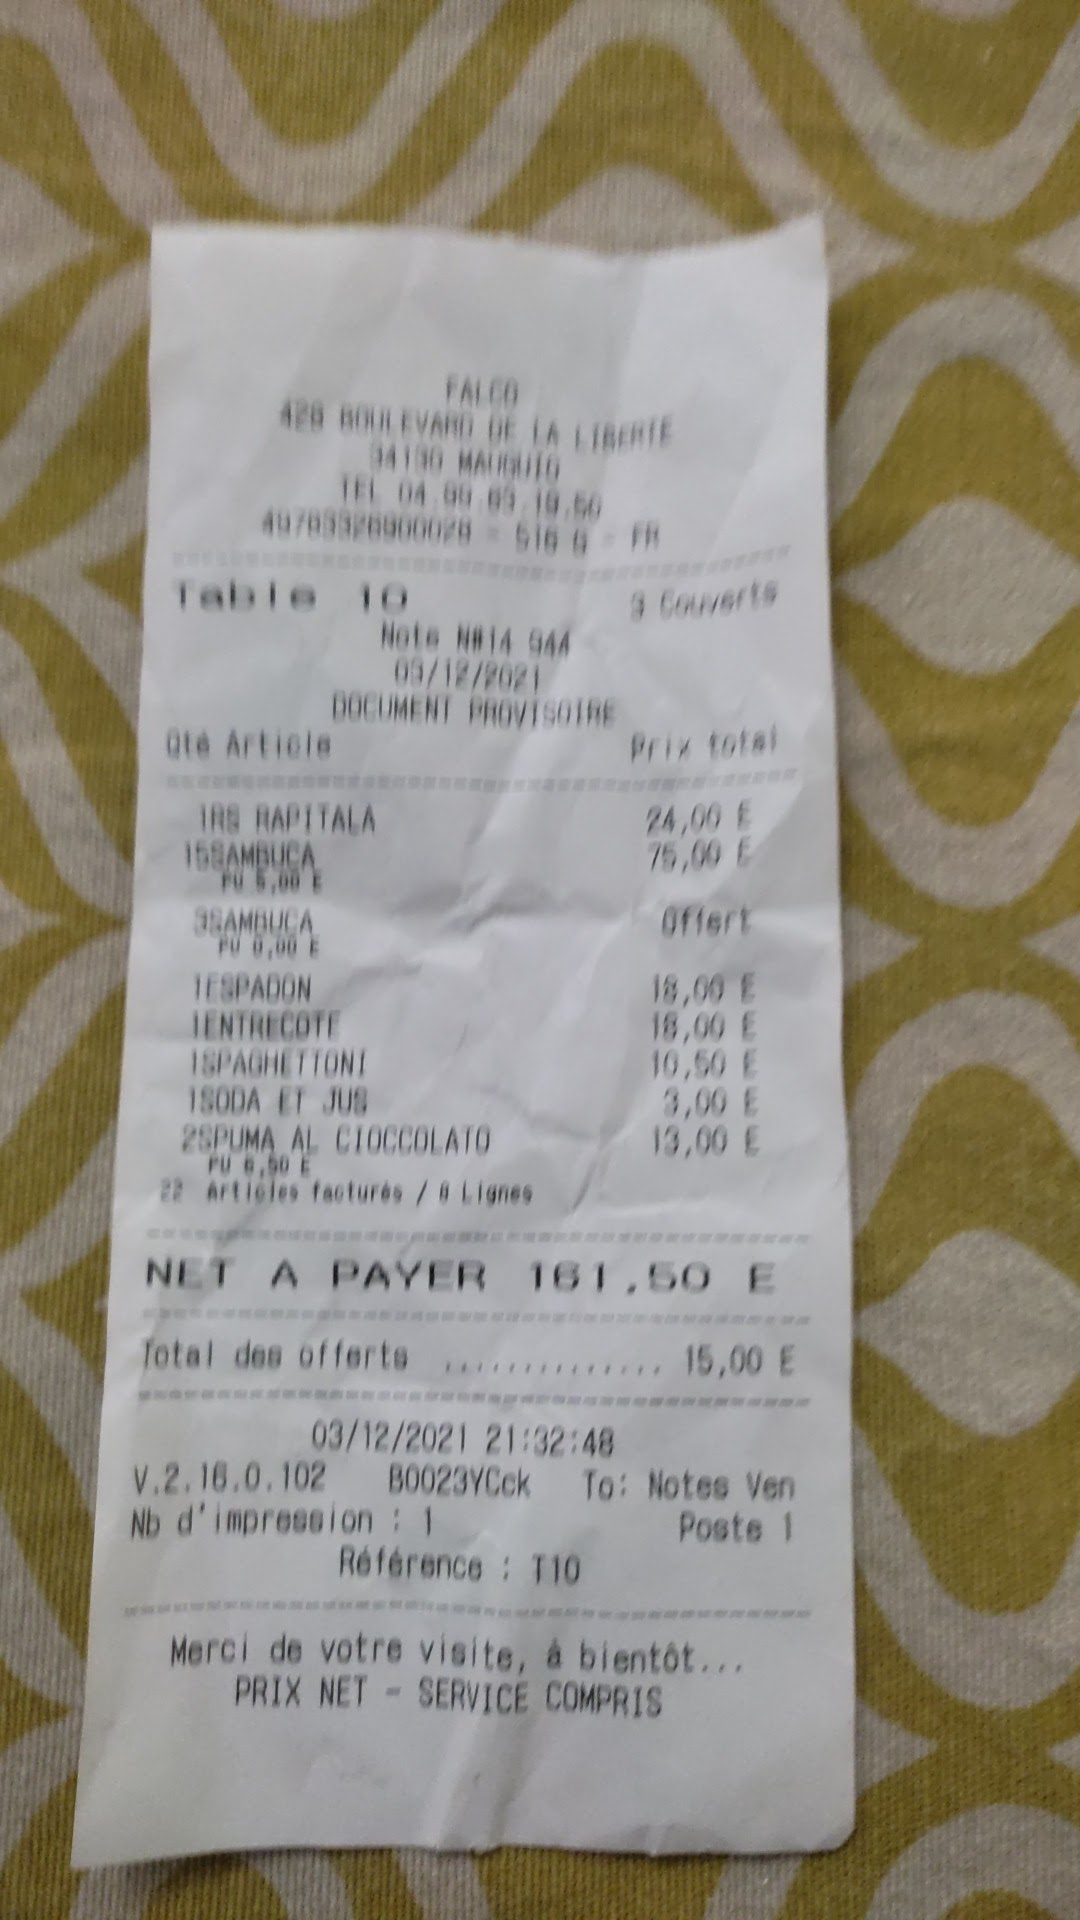 FALCO
428 BOULEVARD DE LA LIBERTE
34130 MAUGUIO
TEL 04.99.63.19.50
- FR
Table 10 3 Couverts
Note N#14 944
03/12/2021
DOCUMENT PROVISOIRE
Qté Article Prix total
1RS RAPITALA 24,00 E
15SAMBUCA 75,00 E
PU 5,00 E
3SAMBUCA Offert
PU 0,00 E
1ESPADON 18,00 E
1ENTRECOTE 18,00 E
1SPAGHETTONI 10,50 E
1SODA ET JUS 3,00 E
2SPUMA AL CIOCCOLATO 13,00 E
PU 6,50 E
22 Articles facturés / 8 Lignes
NET A PAYER 161,50 E
Total des offerts .............. 15,00 E
03/12/2021 21:32:48
V.2.16.0.102 B0023YCck To: Notes Ven
Nb d'impression : 1 Poste 1
Référence : T10
Merci de votre visite, à bientôt...
PRIX NET - SERVICE COMPRIS